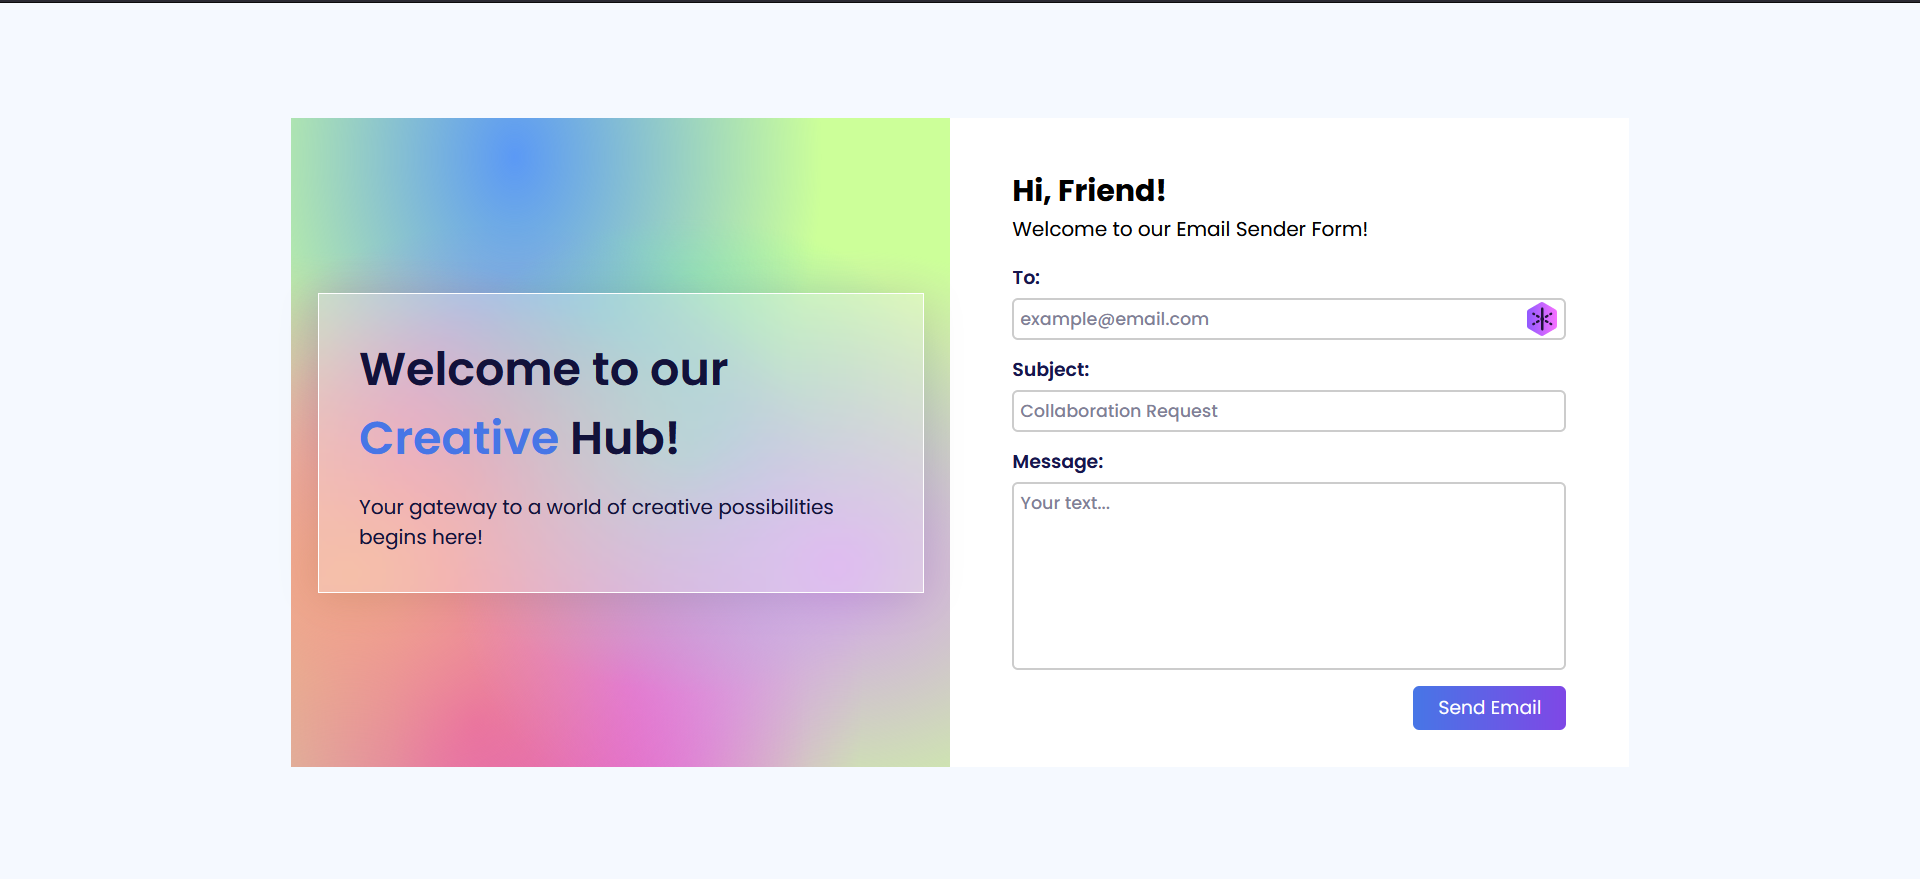 Welcome to our
Creative Hub!
Your gateway to a world of creative possibilities
begins here!
Hi, Friend!
Welcome to our Email Sender Form!
To:
example@email.com
Subject:
Collaboration Request
Message:
Your text...
Send Email